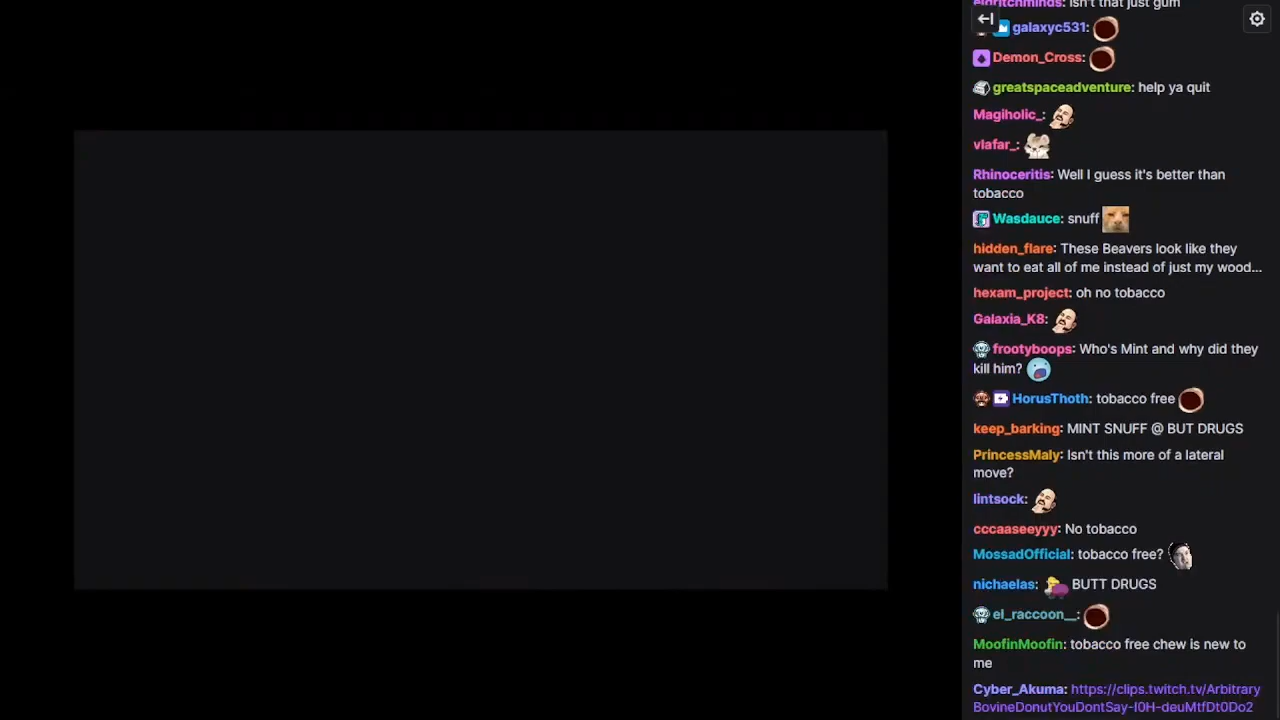 eldritchminds: isn't that just gum
galaxyc531:
Demon_Cross:
greatspaceadventure: help ya quit
Magiholic_:
vlafar_:
Rhinoceritis: Well I guess it's better than
tobacco
Wasdauce: snuff
hidden_flare: These Beavers look like they
want to eat all of me instead of just my wood...
hexam_project: oh no tobacco
Galaxia_K8:
frootyboops: Who's Mint and why did they
kill him?
HorusThoth: tobacco free
keep_barking: MINT SNUFF @ BUT DRUGS
PrincessMaly: Isn't this more of a lateral
move?
lintsock:
cccaaseeyyy: No tobacco
MossadOfficial: tobacco free?
nichaelas: BUTT DRUGS
el_raccoon__:
MoofinMoofin: tobacco free chew is new to
me
Cyber_Akuma: https://clips.twitch.tv/Arbitrary
BovineDonutYouDontSay-I0H-deuMtfDt0Do2